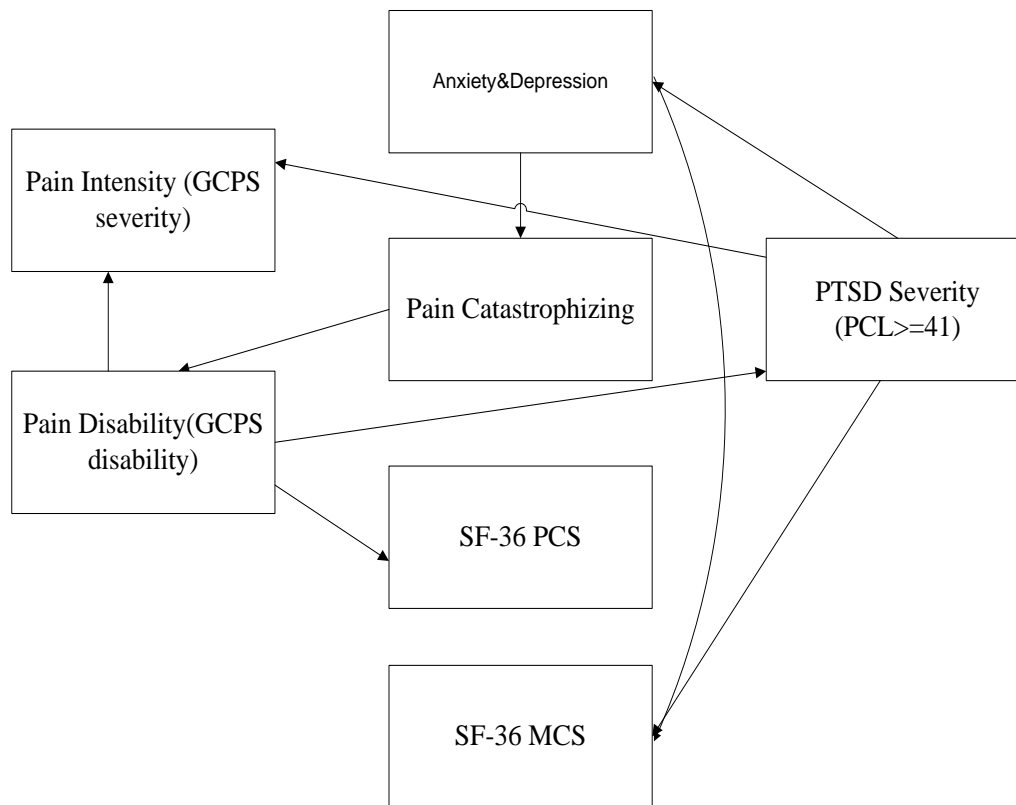 Anxiety&Depression
Pain Intensity (GCPS
severity)
Pain Catastrophizing
PTSD Severity
(PCL>=41)
Pain Disability(GCPS
disability)
SF-36 PCS
SF-36 MCS